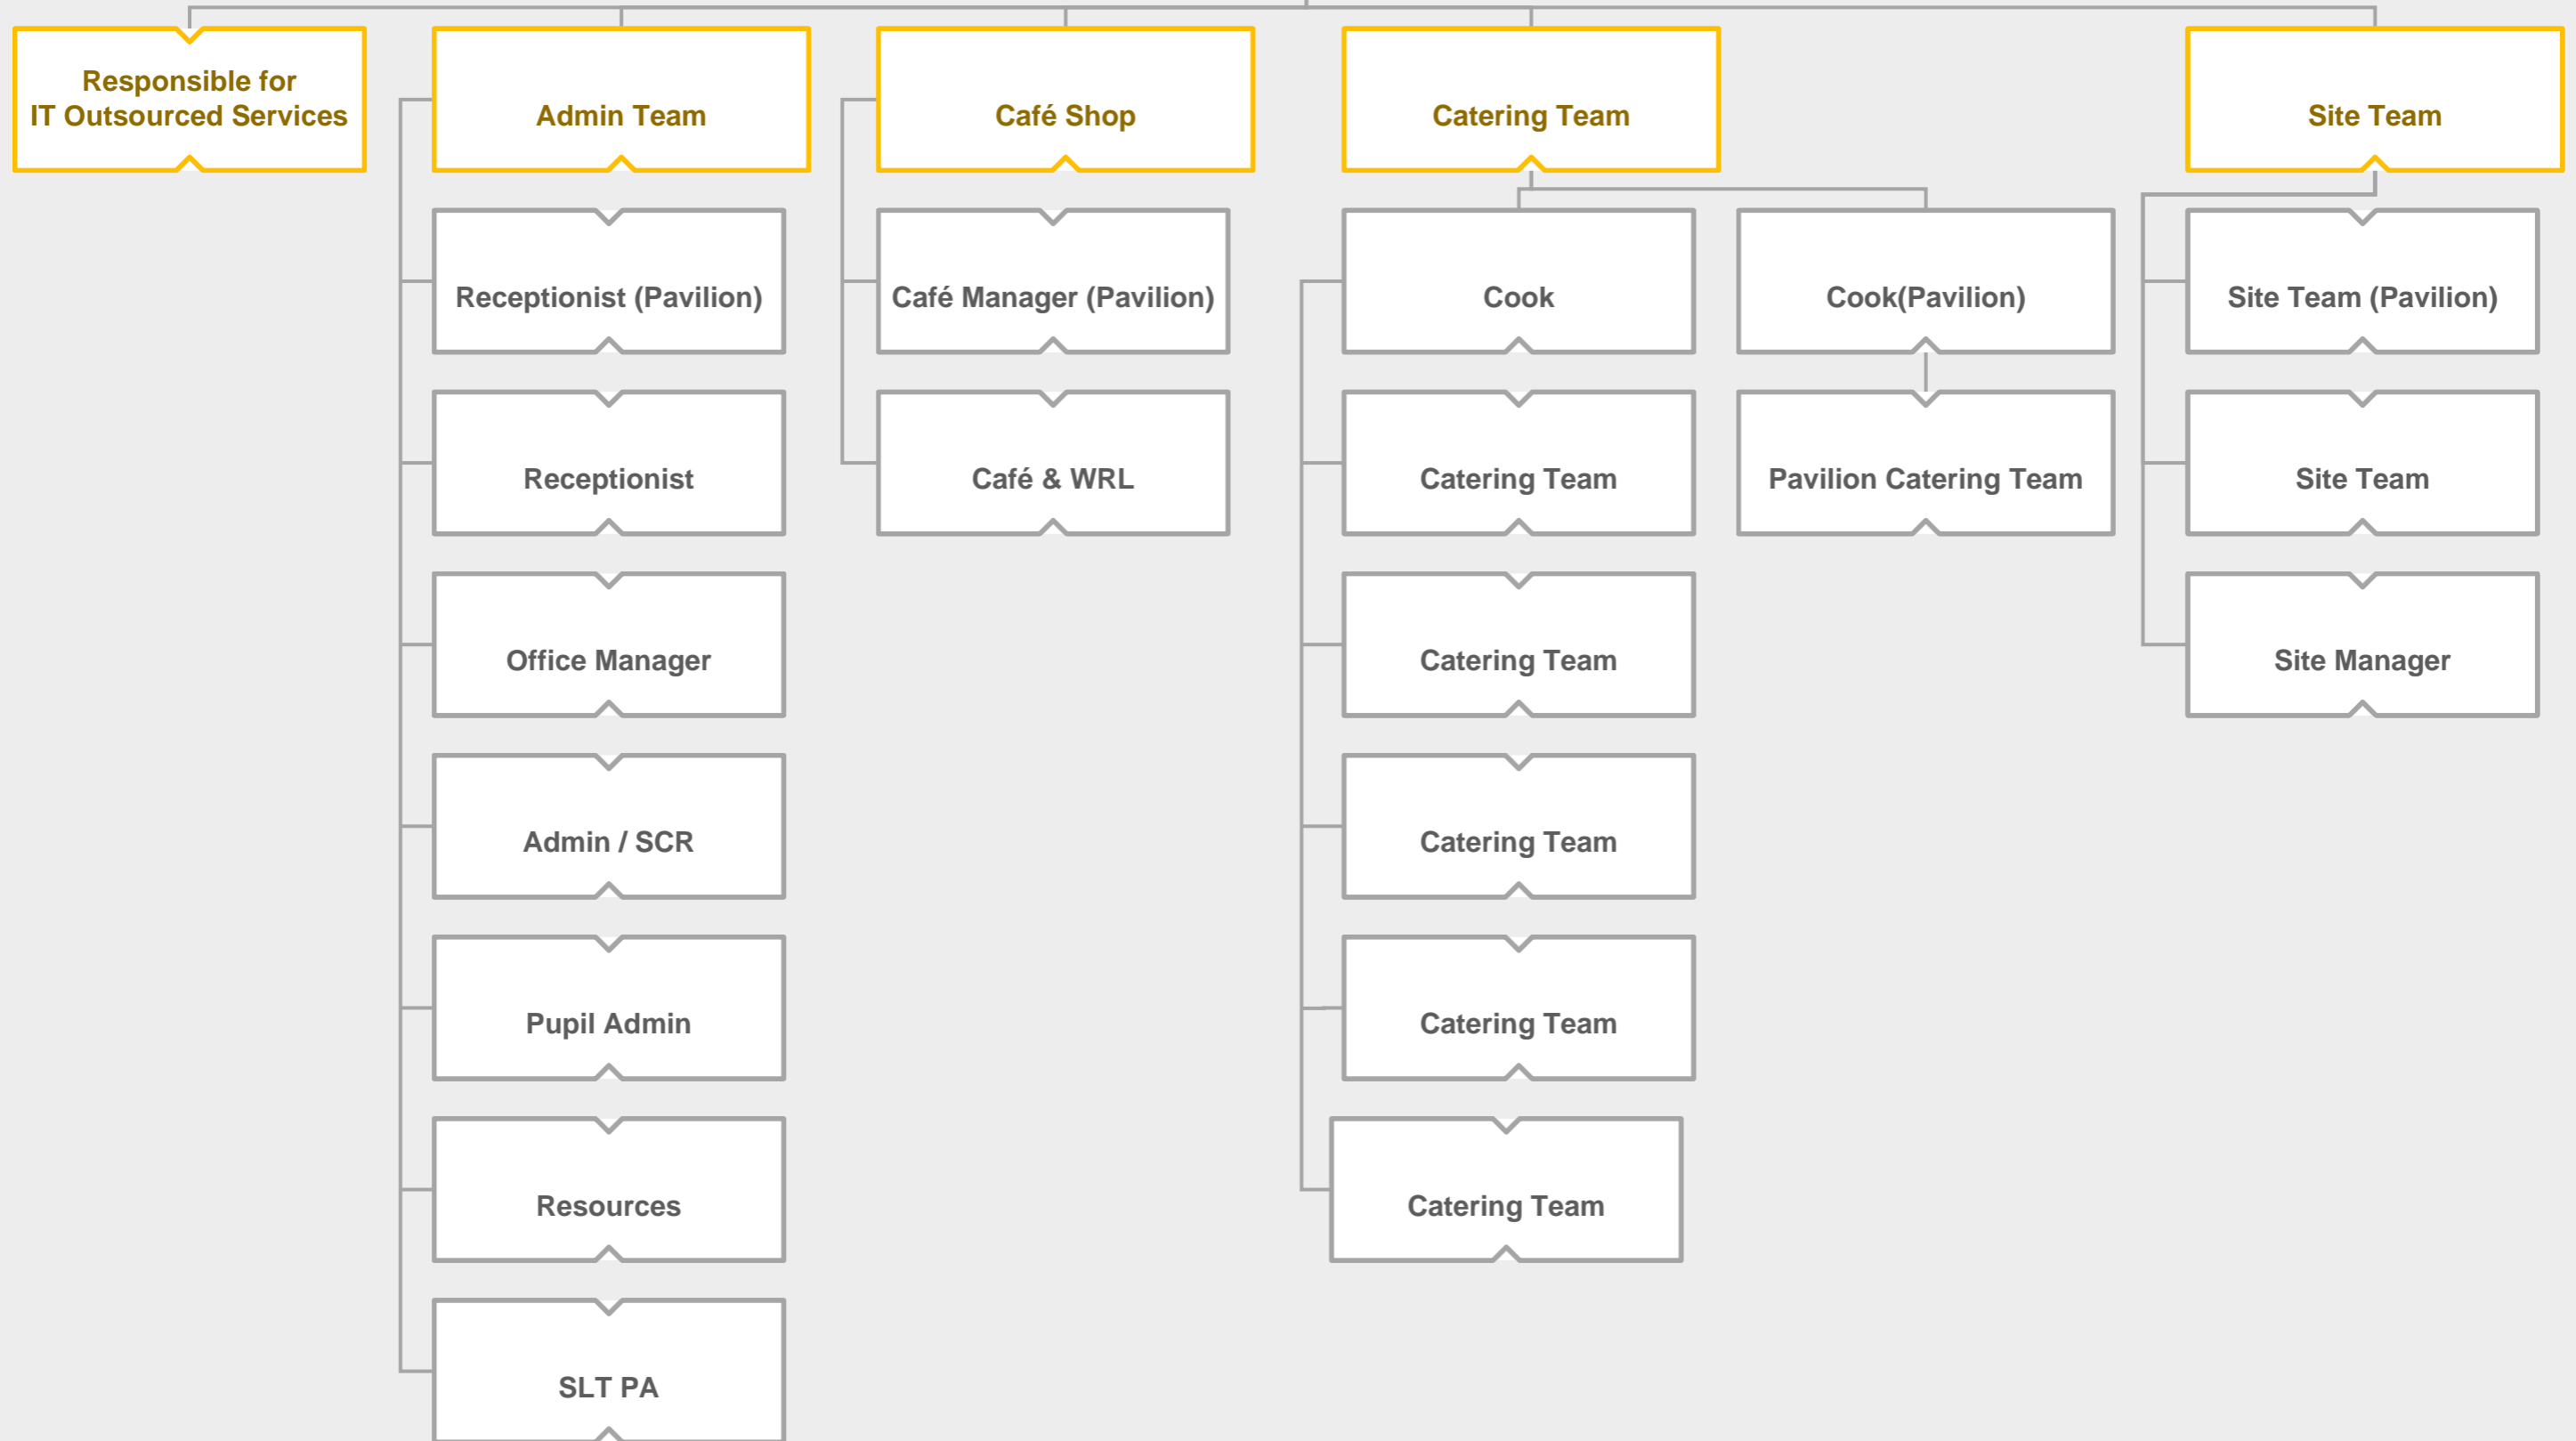 Responsible for
IT Outsourced Services
Admin Team
Café Shop
Catering Team
Site Team
Receptionist (Pavilion)
Café Manager (Pavilion)
Cook
Cook(Pavilion)
Site Team (Pavilion)
Receptionist
Café & WRL
Catering Team
Pavilion Catering Team
Site Team
Office Manager
Catering Team
Site Manager
Admin / SCR
Catering Team
Pupil Admin
Catering Team
Resources
Catering Team
SLT PA